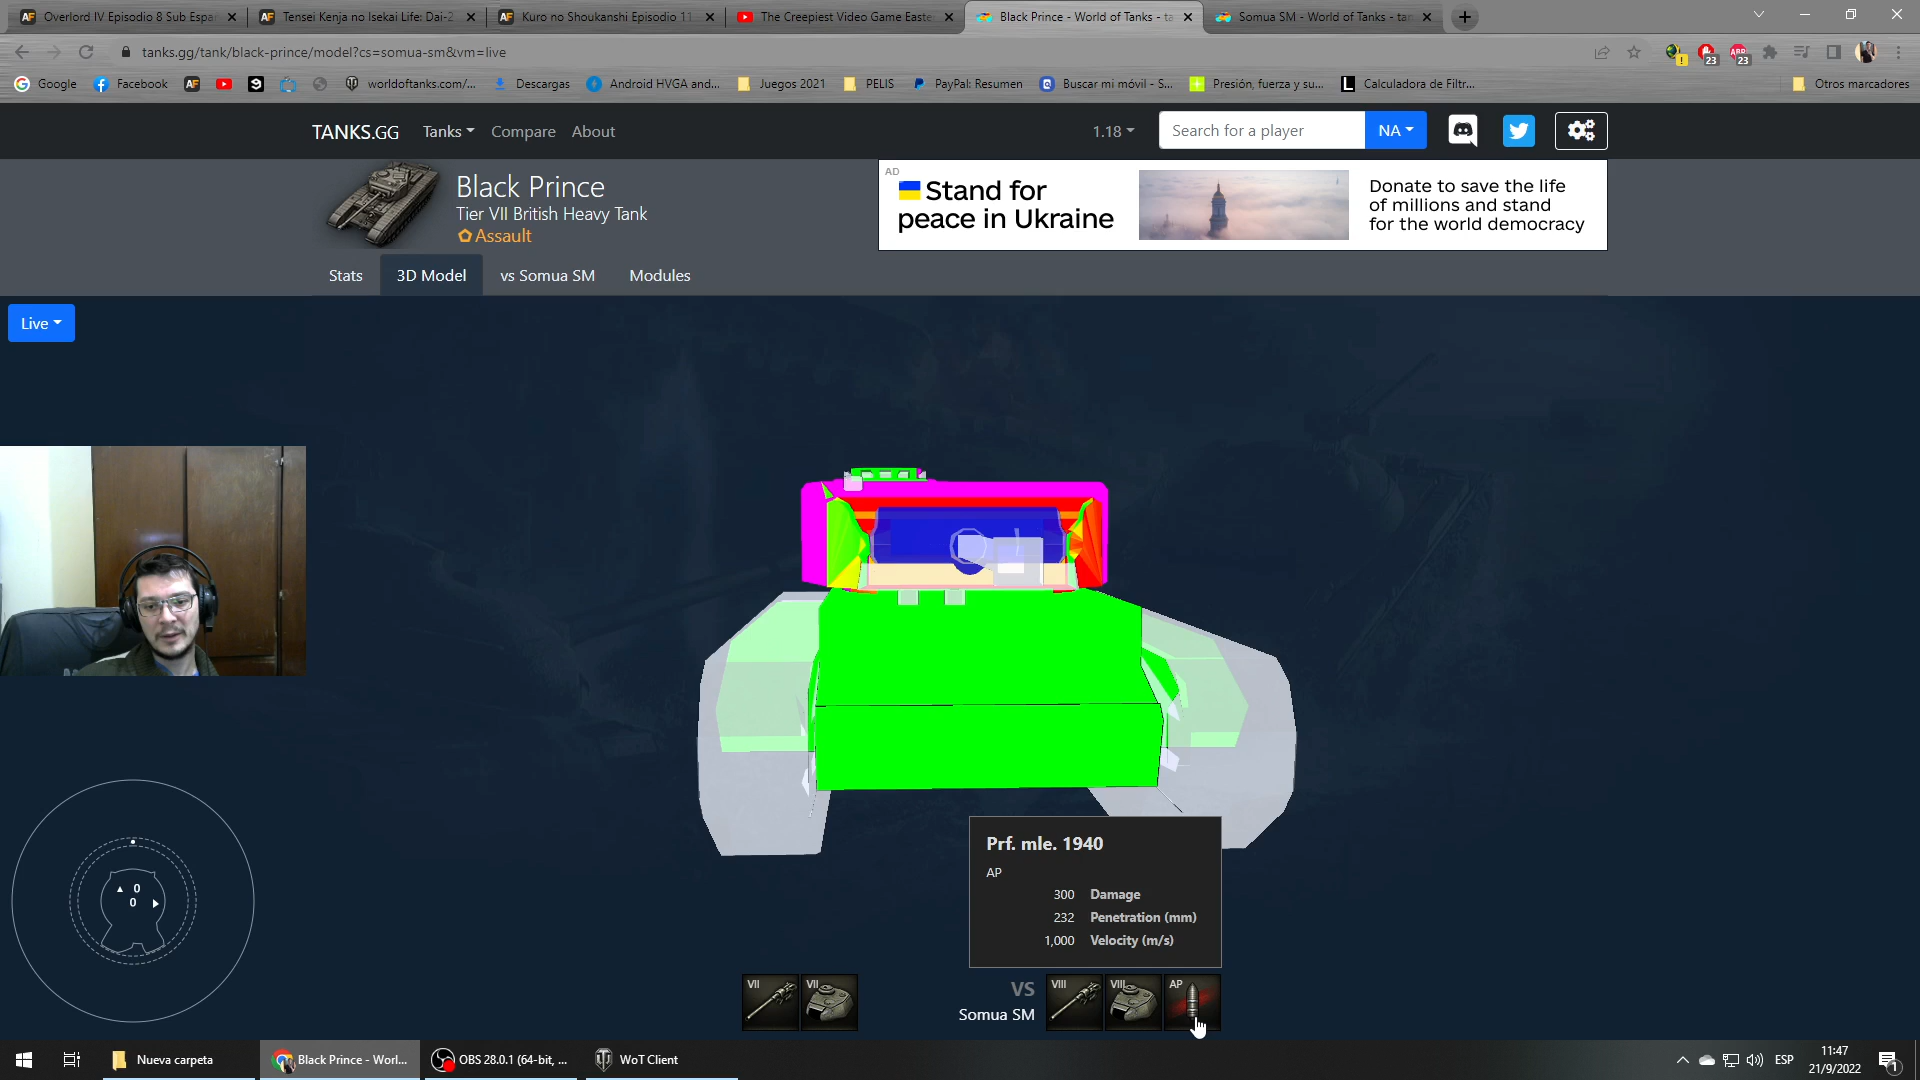 Overlord IV Episodio 8 Sub Espa
Tensei Kenja no Isekai Life: Dai-2
Kuro no Shoukanshi Episodio 11
The Creepiest Video Game Easte
Black Prince - World of Tanks - ta
Somua SM - World of Tanks - tan
tanks.gg/tank/black-prince/model?cs=somua-sm&vm=live
23
23
Google
Facebook
worldoftanks.com/...
Descargas
Android HVGA and...
Juegos 2021
PELIS
PayPal: Resumen
Buscar mi móvil - S...
Presión, fuerza y su...
Calculadora de Filtr...
Otros marcadores
TANKS.GG
Tanks
Compare
About
1.18
Search for a player
NA
Black Prince
Tier VII British Heavy Tank
Assault
AD
Stand for
peace in Ukraine
Donate to save the life
of millions and stand
for the world democracy
Stats
3D Model
vs Somua SM
Modules
Live
0
0
Prf. mle. 1940
AP
300 Damage
232 Penetration (mm)
1,000 Velocity (m/s)
VII
VII
VS
Somua SM
VIII
VIII
AP
Nueva carpeta
Black Prince - Worl...
OBS 28.0.1 (64-bit, ...
WoT Client
ESP
11:47
21/9/2022
1